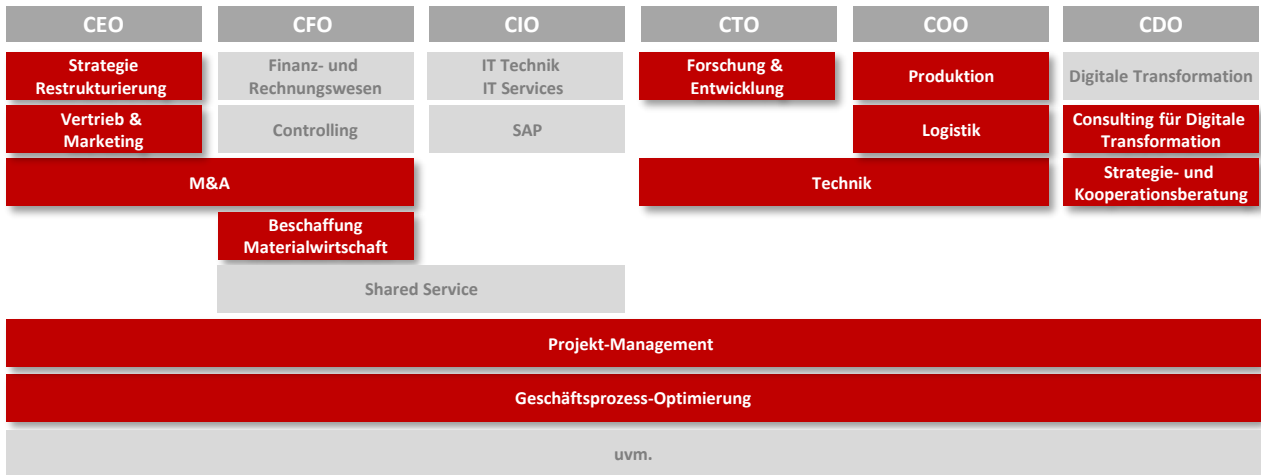 CEO
CFO
CIO
CTO
COO
CDO
Strategie
Restrukturierung
Finanz- und
Rechnungswesen
IT Technik
IT Services
Forschung &
Entwicklung
Produktion
Digitale Transformation
Vertrieb &
Marketing
Controlling
SAP
Logistik
Consulting für Digitale
Transformation
M&A
Technik
Strategie- und
Kooperationsberatung
Beschaffung
Materialwirtschaft
Shared Service
Projekt-Management
Geschäftsprozess-Optimierung
uvm.